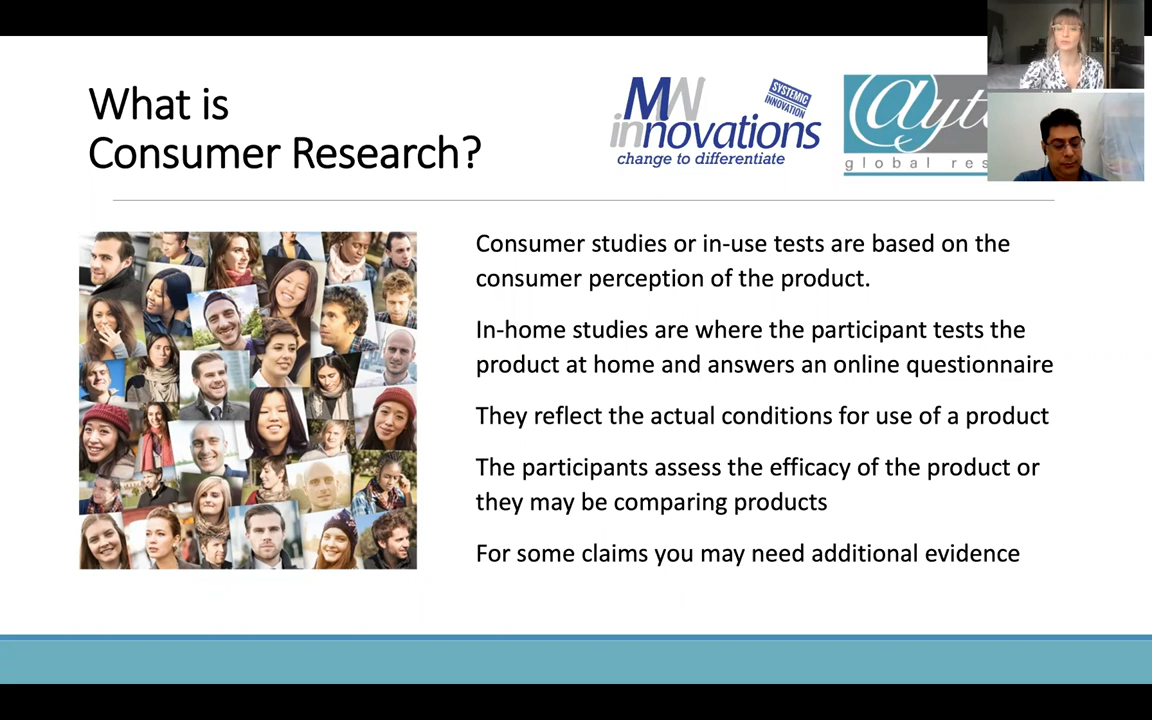 What is
Consumer Research?
MW
innovations
change to differentiate
SYSTEMIC
INNOVATION
global res
Consumer studies or in-use tests are based on the
consumer perception of the product.
In-home studies are where the participant tests the
product at home and answers an online questionnaire
They reflect the actual conditions for use of a product
The participants assess the efficacy of the product or
they may be comparing products
For some claims you may need additional evidence